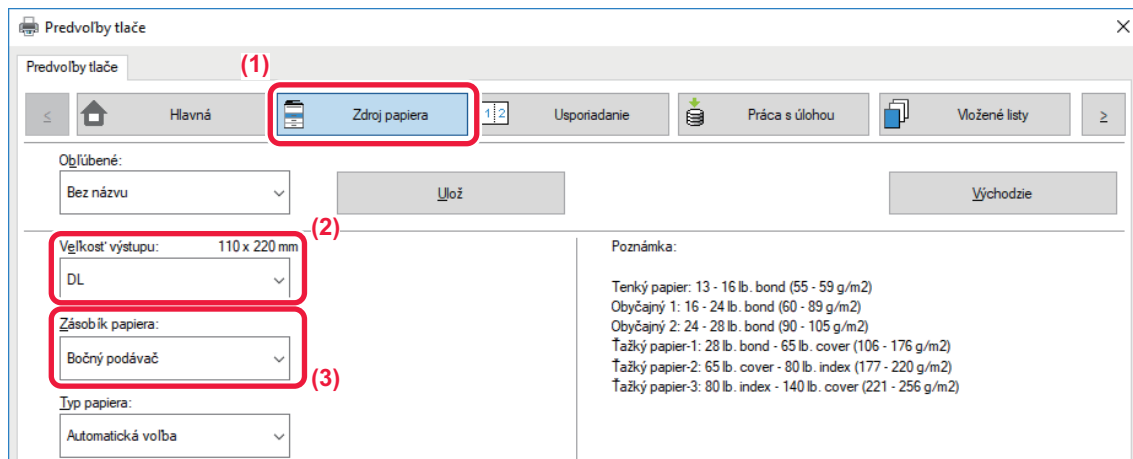 Predvoľby tlače
Predvoľby tlače
(1)
<
Hlavná
Zdroj papiera
1 2
Usporiadanie
Práca s úlohou
Vložené listy
>
Obľúbené:
Bez názvu
Ulož
Východzie
(2)
Veľkosť výstupu: 110 x 220 mm
DL
Zásobík papiera:
Bočný podávač
(3)
Typ papiera:
Automatická voľba
Poznámka:
Tenký papier: 13 - 16 lb. bond (55 - 59 g/m2)
Obyčajný 1: 16 - 24 lb. bond (60 - 89 g/m2)
Obyčajný 2: 24 - 28 lb. bond (90 - 105 g/m2)
Ťažký papier-1: 28 lb. bond - 65 lb. cover (106 - 176 g/m2)
Ťažký papier-2: 65 lb. cover - 80 lb. index (177 - 220 g/m2)
Ťažký papier-3: 80 lb. index - 140 lb. cover (221 - 256 g/m2)